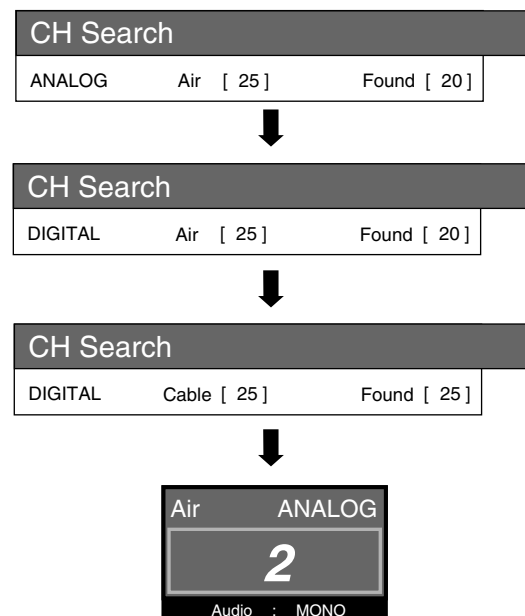 CH Search
ANALOG Air [ 25 ] Found [ 20 ]
CH Search
DIGITAL Air [ 25 ] Found [ 20 ]
CH Search
DIGITAL Cable [ 25 ] Found [ 25 ]
Air ANALOG
2
Audio : MONO